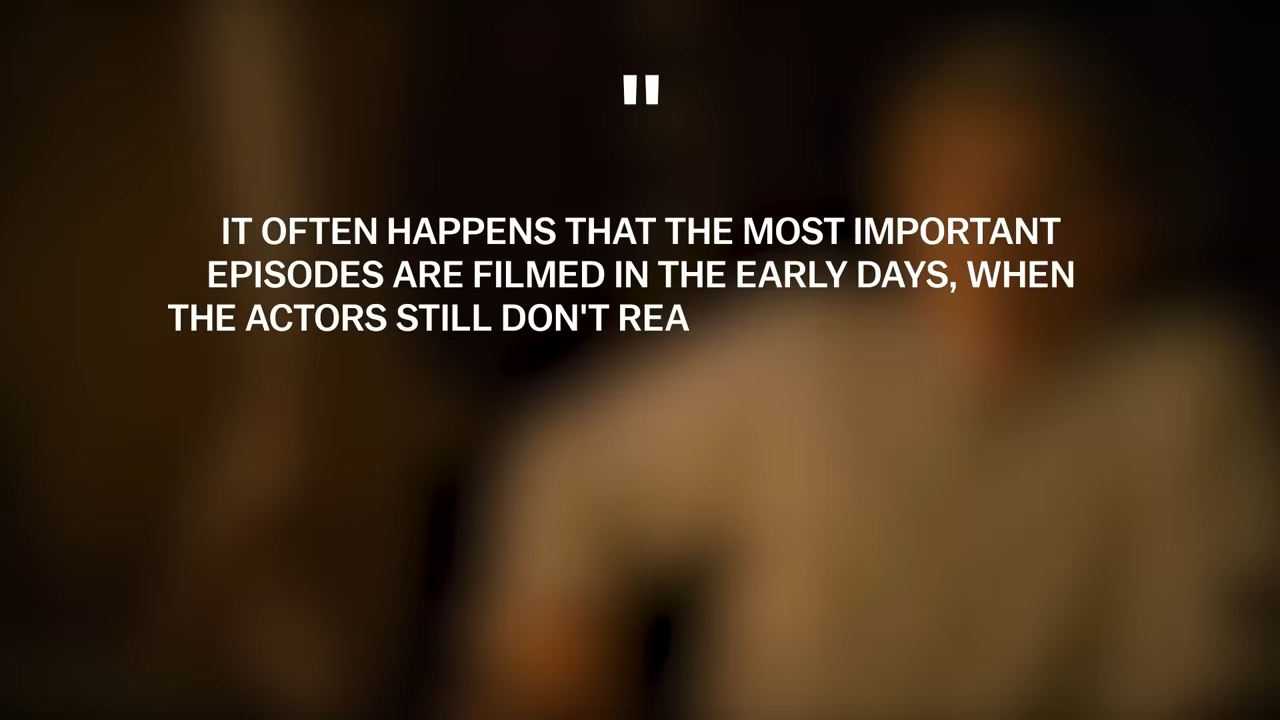 "
IT OFTEN HAPPENS THAT THE MOST IMPORTANT
EPISODES ARE FILMED IN THE EARLY DAYS, WHEN
THE ACTORS STILL DON'T REA